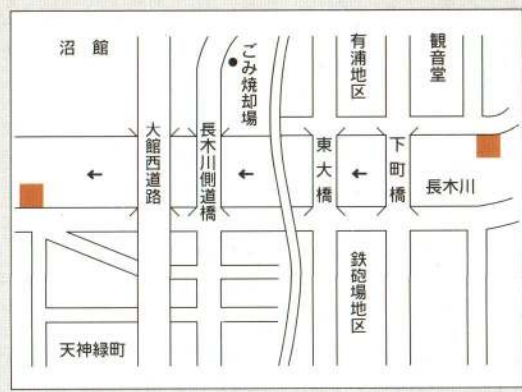 沼館
ごみ焼却場
有浦地区
観音堂
大館西道路
長木川側道橋
東大橋
下町橋
長木川
鉄砲場地区
天神緑町